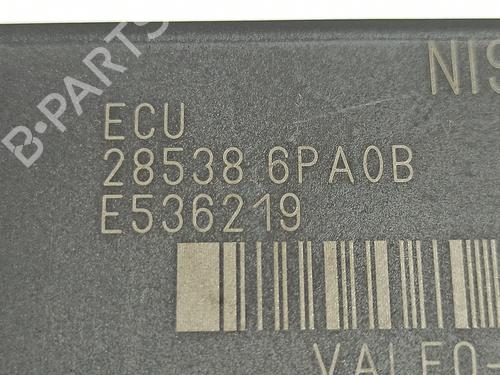 B-PARTS
NIS
ECU
28538 6PA0B
E536219
VALEO-